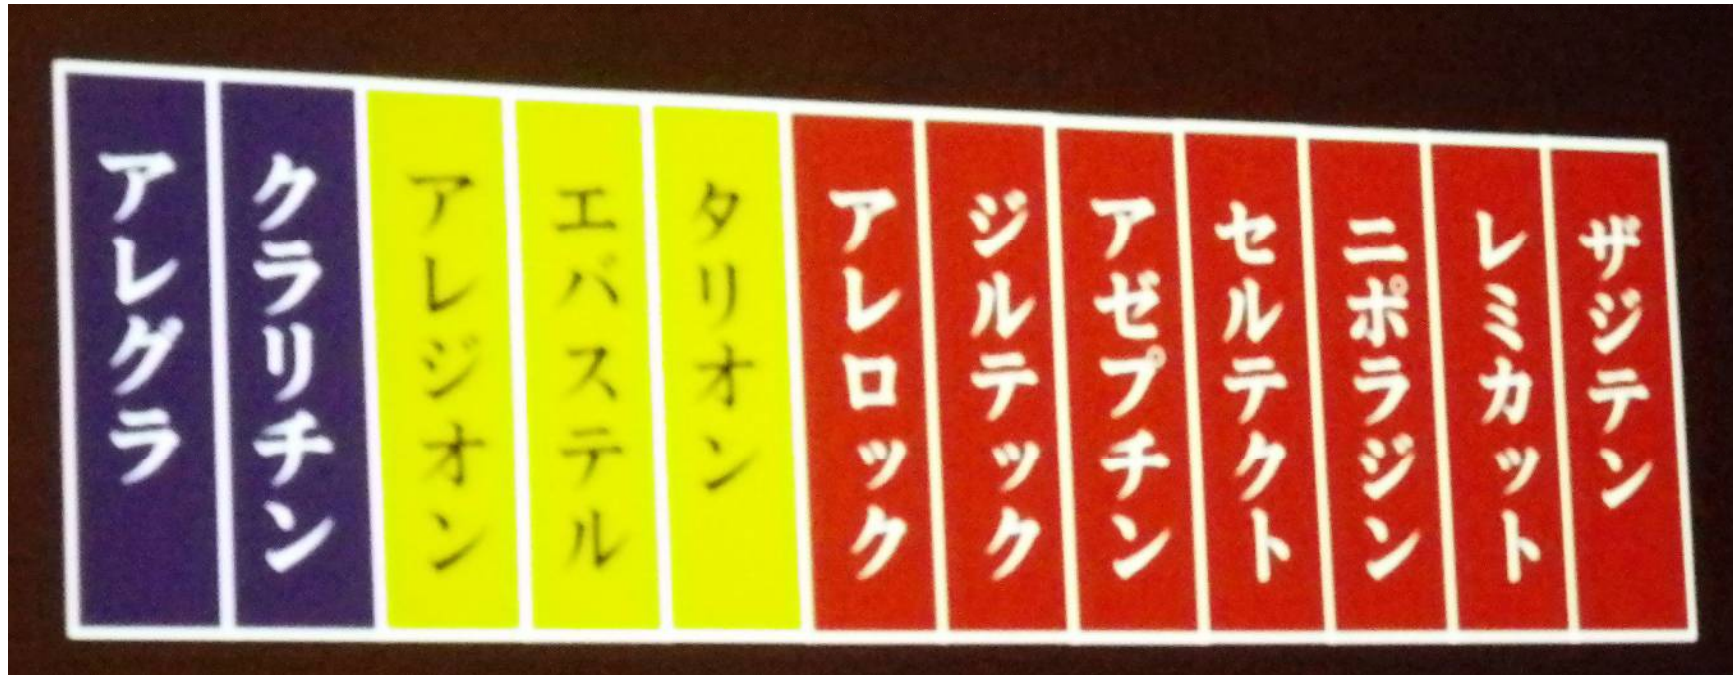 アレグラ
クラリチン
アレジオン
エバステル
タリオン
アレロック
ジルテック
アゼプチン
セルテクト
ニポラジン
レミカット
ザジテン